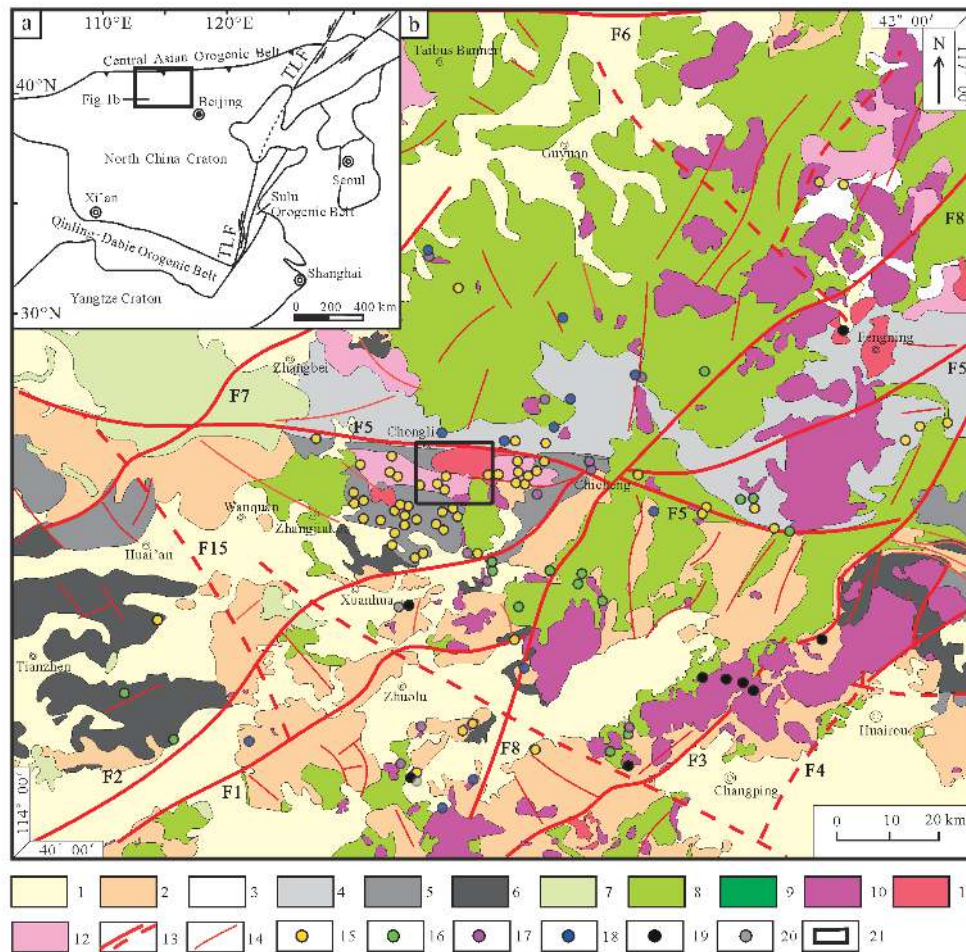 a
110°E
120°E
Central Asian Orogenic Belt
TLF
40°N
Fig 1b
Beijing
North China Craton
Seoul
Xi'an
Sulu
Orogenic Belt
Qinling-Dabie Orogenic Belt
TLF
Shanghai
Yangtze Craton
30°N
0 200 400 km
b
F6
Taibus Banner
N
Guyuan
F8
Fengning
Zhangbei
F7
F5
F5
Chongli
Chicheng
Wanquan
F5
Huai'an
F15
Xuanhua
Tianzhen
Zhuolu
Huairou
F8
F2
F1
F3
F4
Changping
114°00′
40°00′
0 10 20 km
1
2
3
4
5
6
7
8
9
10
12
13
14
15
16
17
18
19
20
21